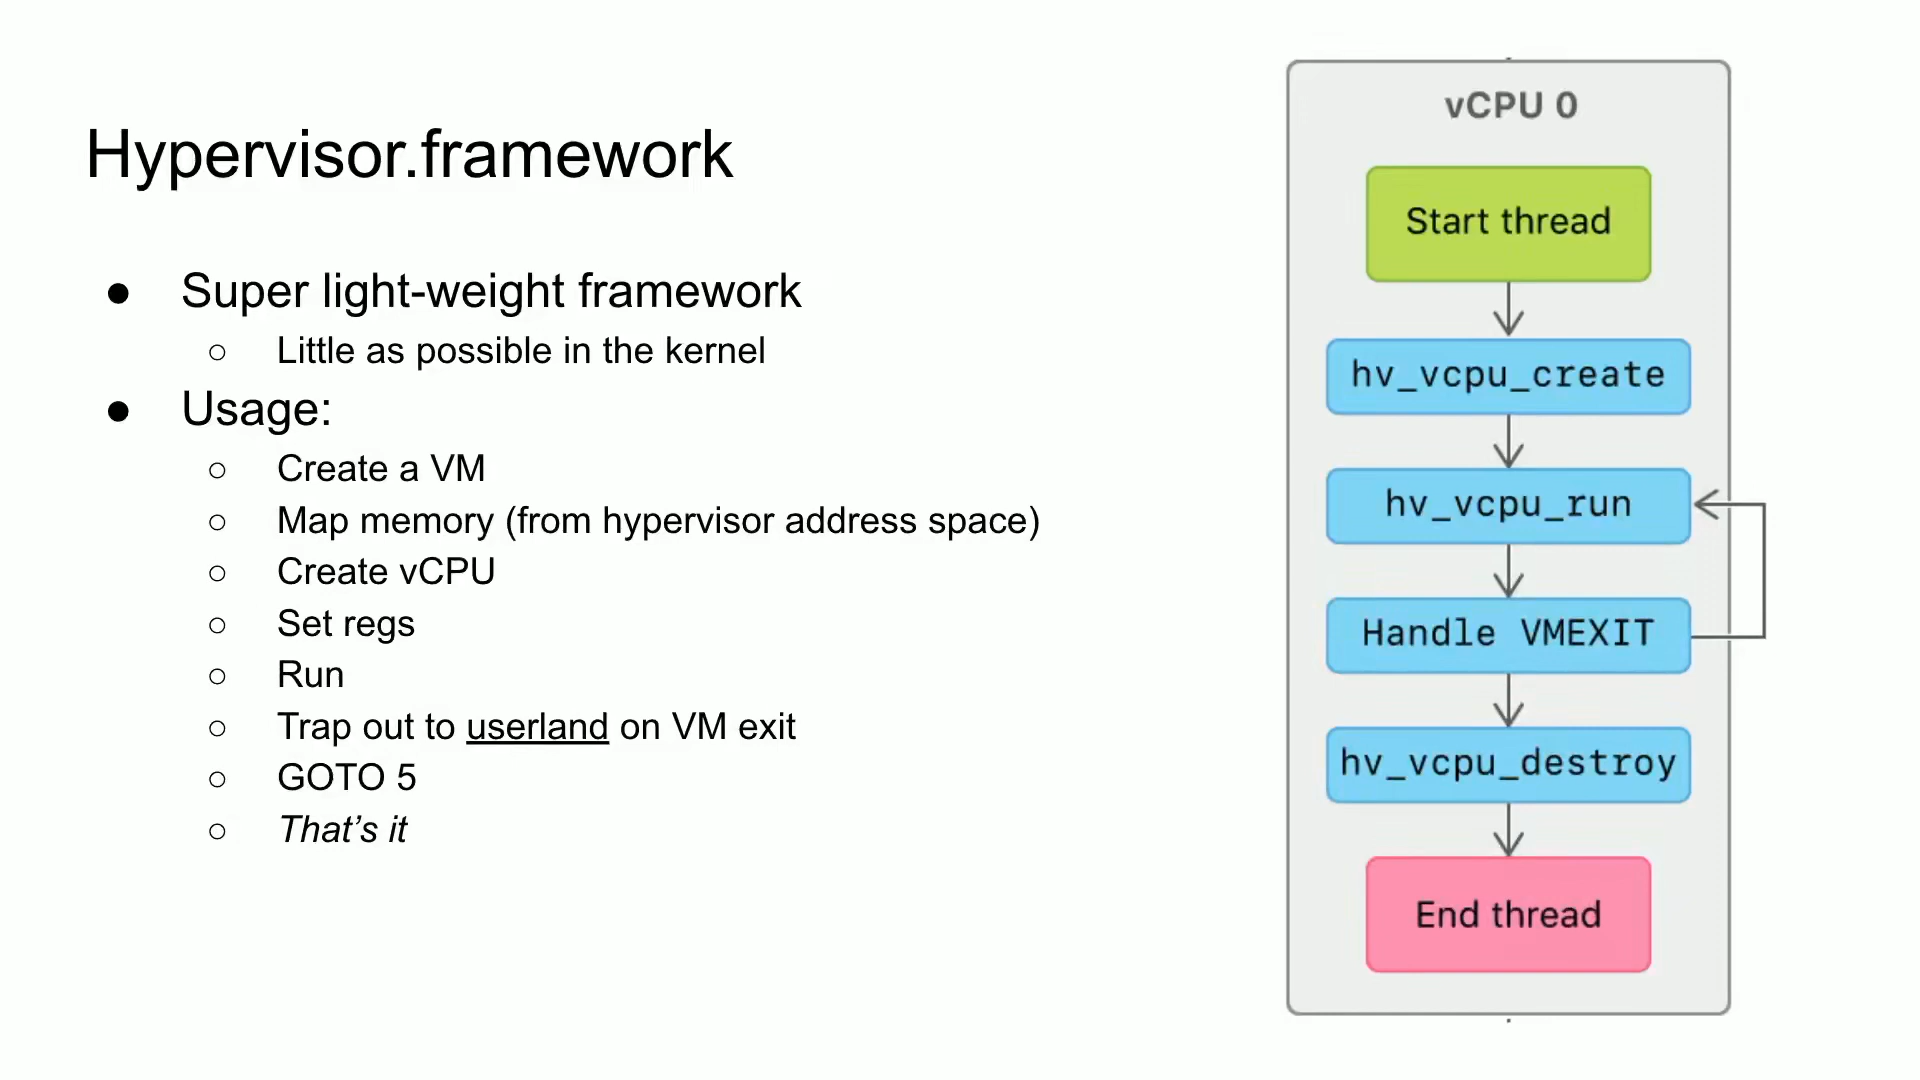 Hypervisor.framework
● Super light-weight framework
○ Little as possible in the kernel
● Usage:
○ Create a VM
○ Map memory (from hypervisor address space)
○ Create vCPU
○ Set regs
○ Run
○ Trap out to userland on VM exit
○ GOTO 5
○ That’s it
vCPU 0
Start thread
hv_vcpu_create
hv_vcpu_run
Handle VMEXIT
hv_vcpu_destroy
End thread